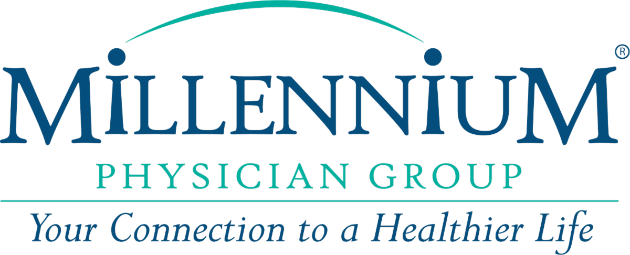 MiLLENNiUM®
PHYSICIAN GROUP
Your Connection to a Healthier Life